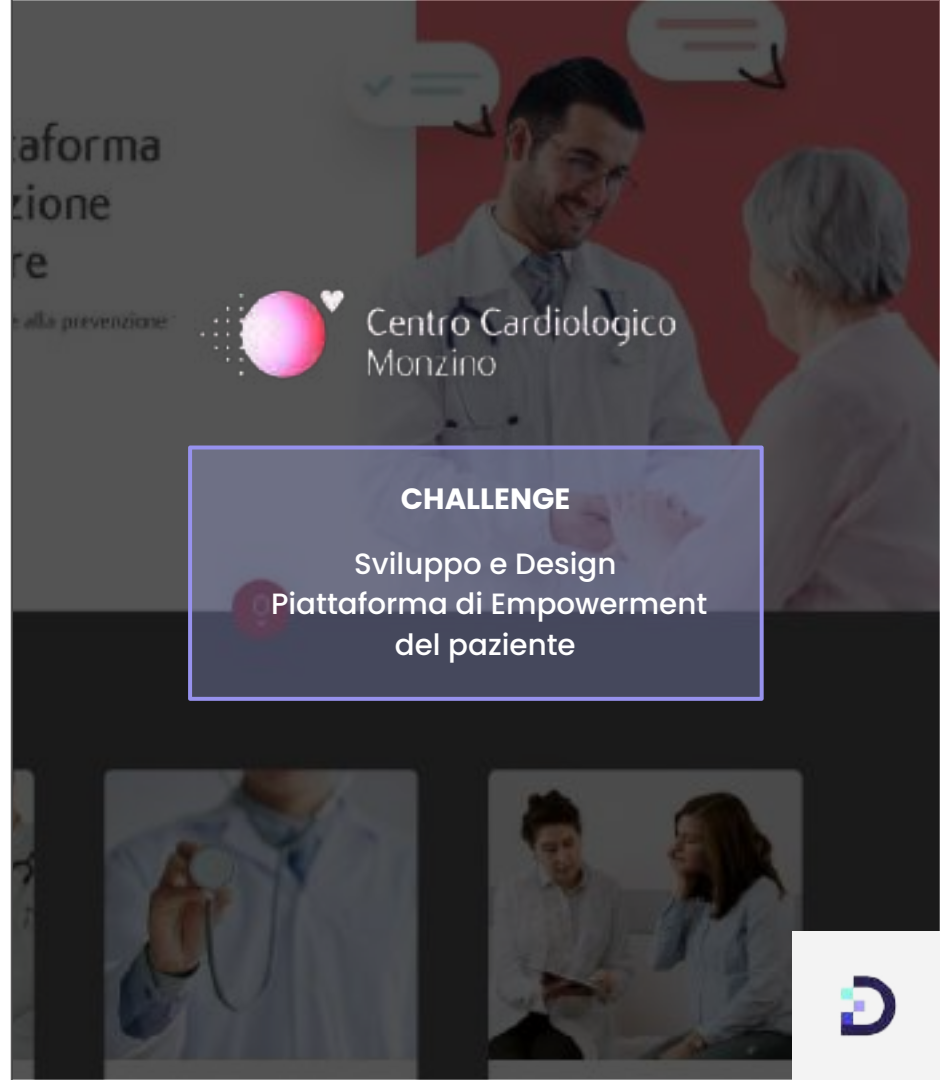 taforma
zione
re
e alla prevenzione
Centro Cardiologico
Monzino
CHALLENGE
Sviluppo e Design
Piattaforma di Empowerment
del paziente